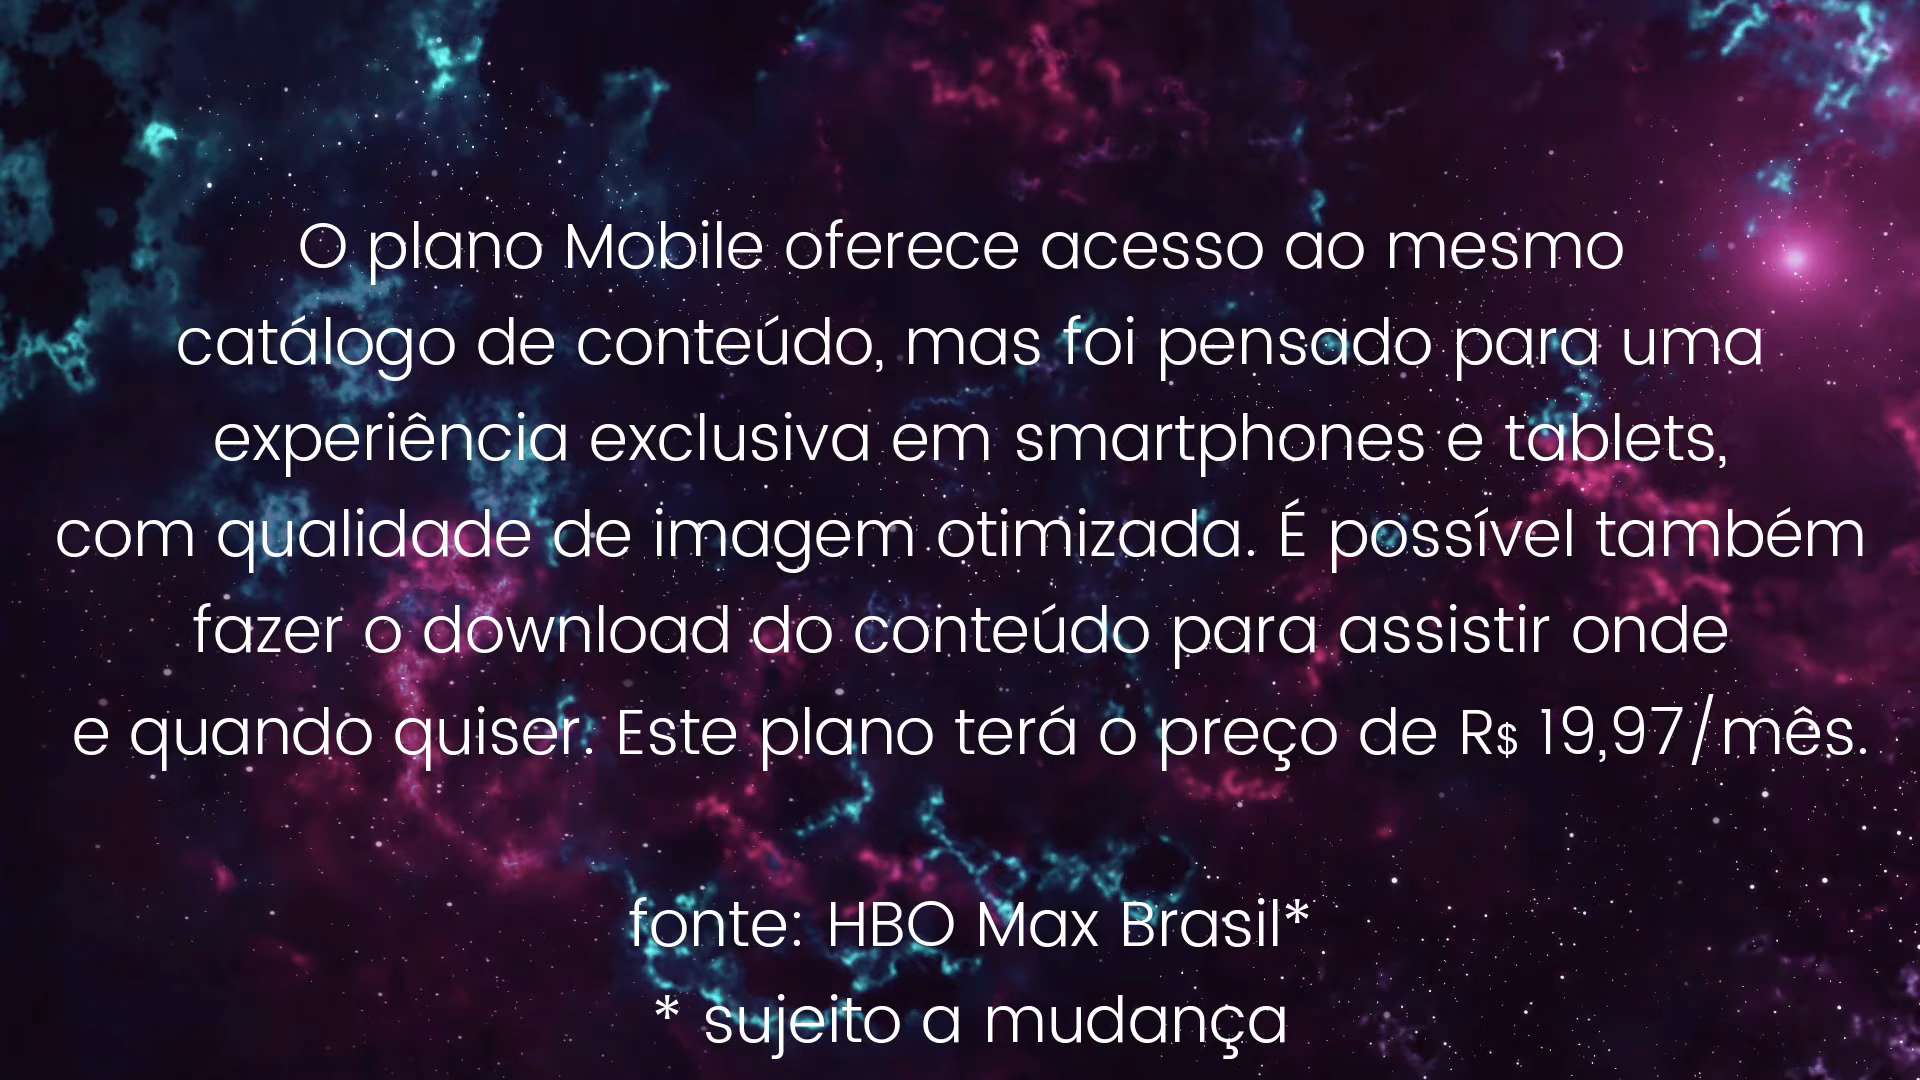 O plano Mobile oferece acesso ao mesmo
catálogo de conteúdo, mas foi pensado para uma
experiência exclusiva em smartphones e tablets,
com qualidade de imagem otimizada. É possível também
fazer o download do conteúdo para assistir onde
e quando quiser. Este plano terá o preço de R$ 19,97/mês.
fonte: HBO Max Brasil*
* sujeito a mudança